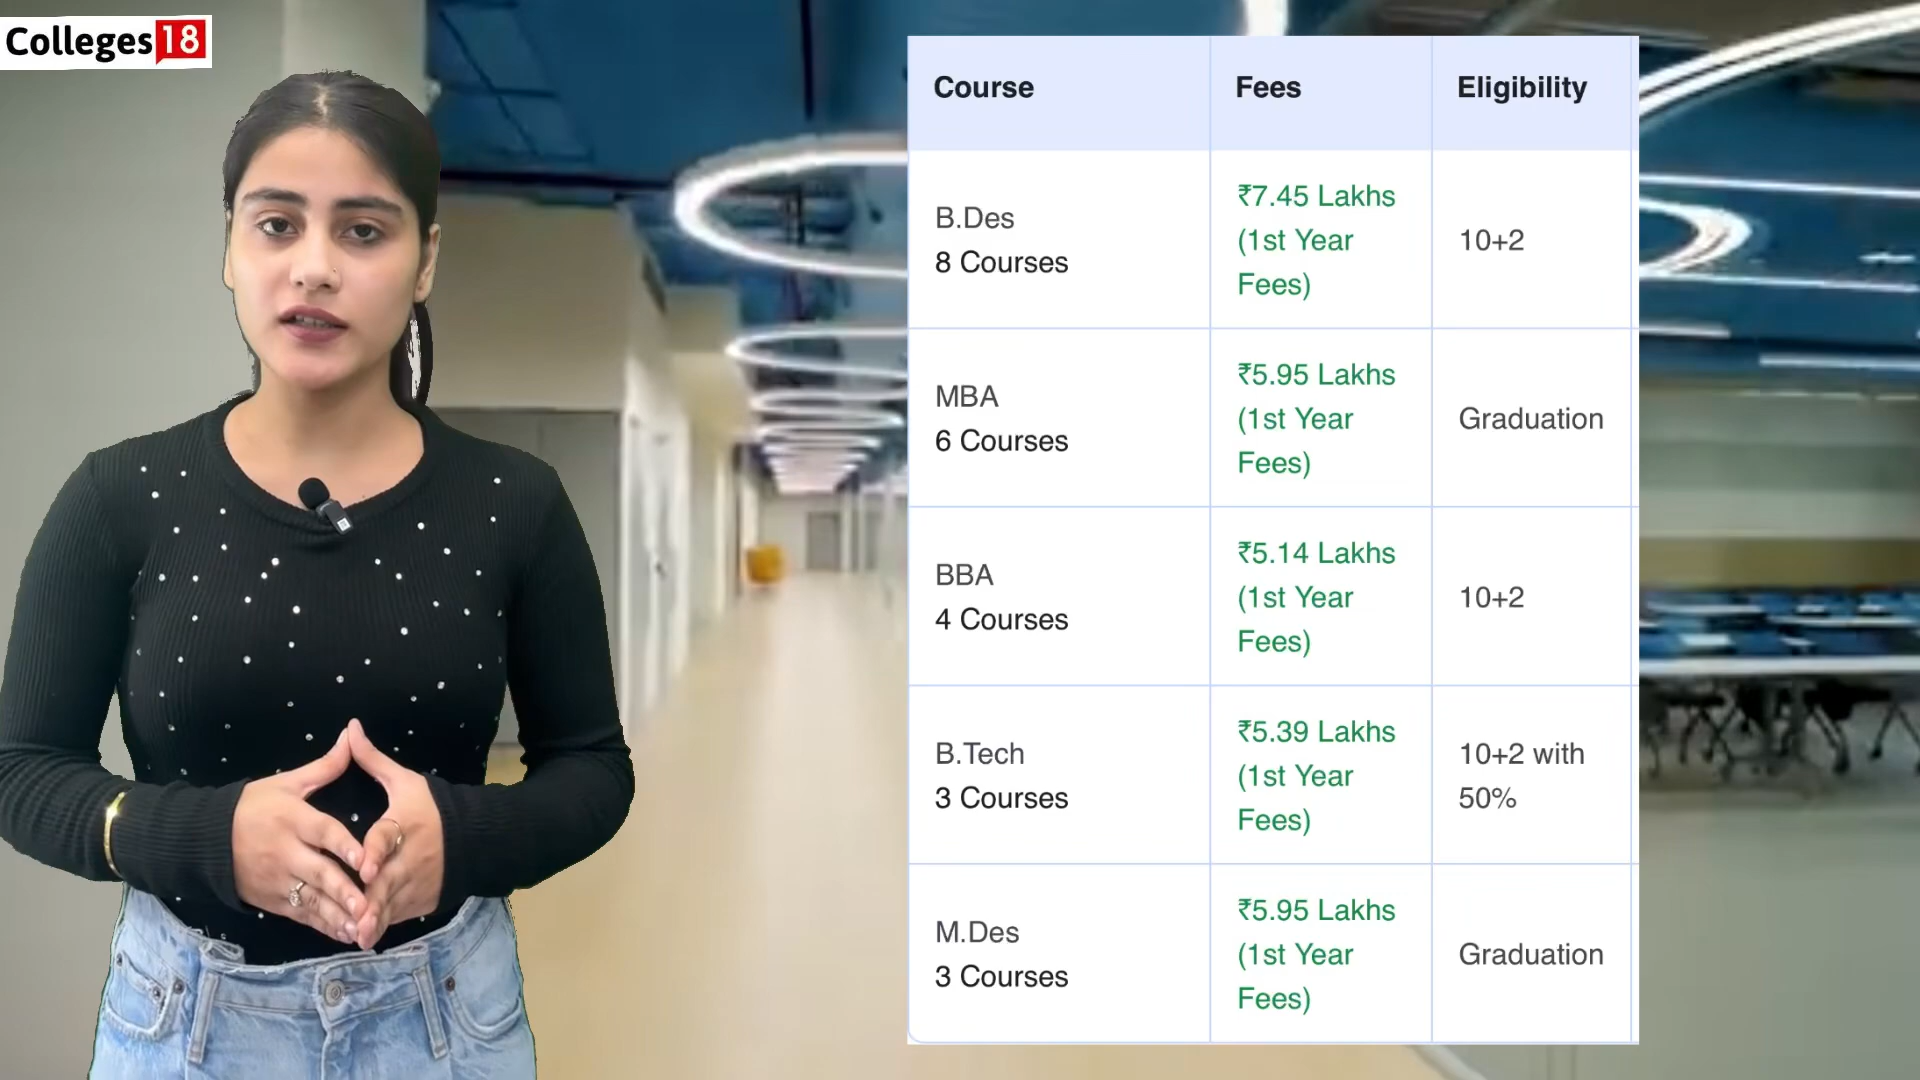 Colleges18
Course
Fees
Eligibility
B.Des
8 Courses
₹7.45 Lakhs
(1st Year
Fees)
10+2
MBA
6 Courses
₹5.95 Lakhs
(1st Year
Fees)
Graduation
BBA
4 Courses
₹5.14 Lakhs
(1st Year
Fees)
10+2
B.Tech
3 Courses
₹5.39 Lakhs
(1st Year
Fees)
10+2 with
50%
M.Des
3 Courses
₹5.95 Lakhs
(1st Year
Fees)
Graduation